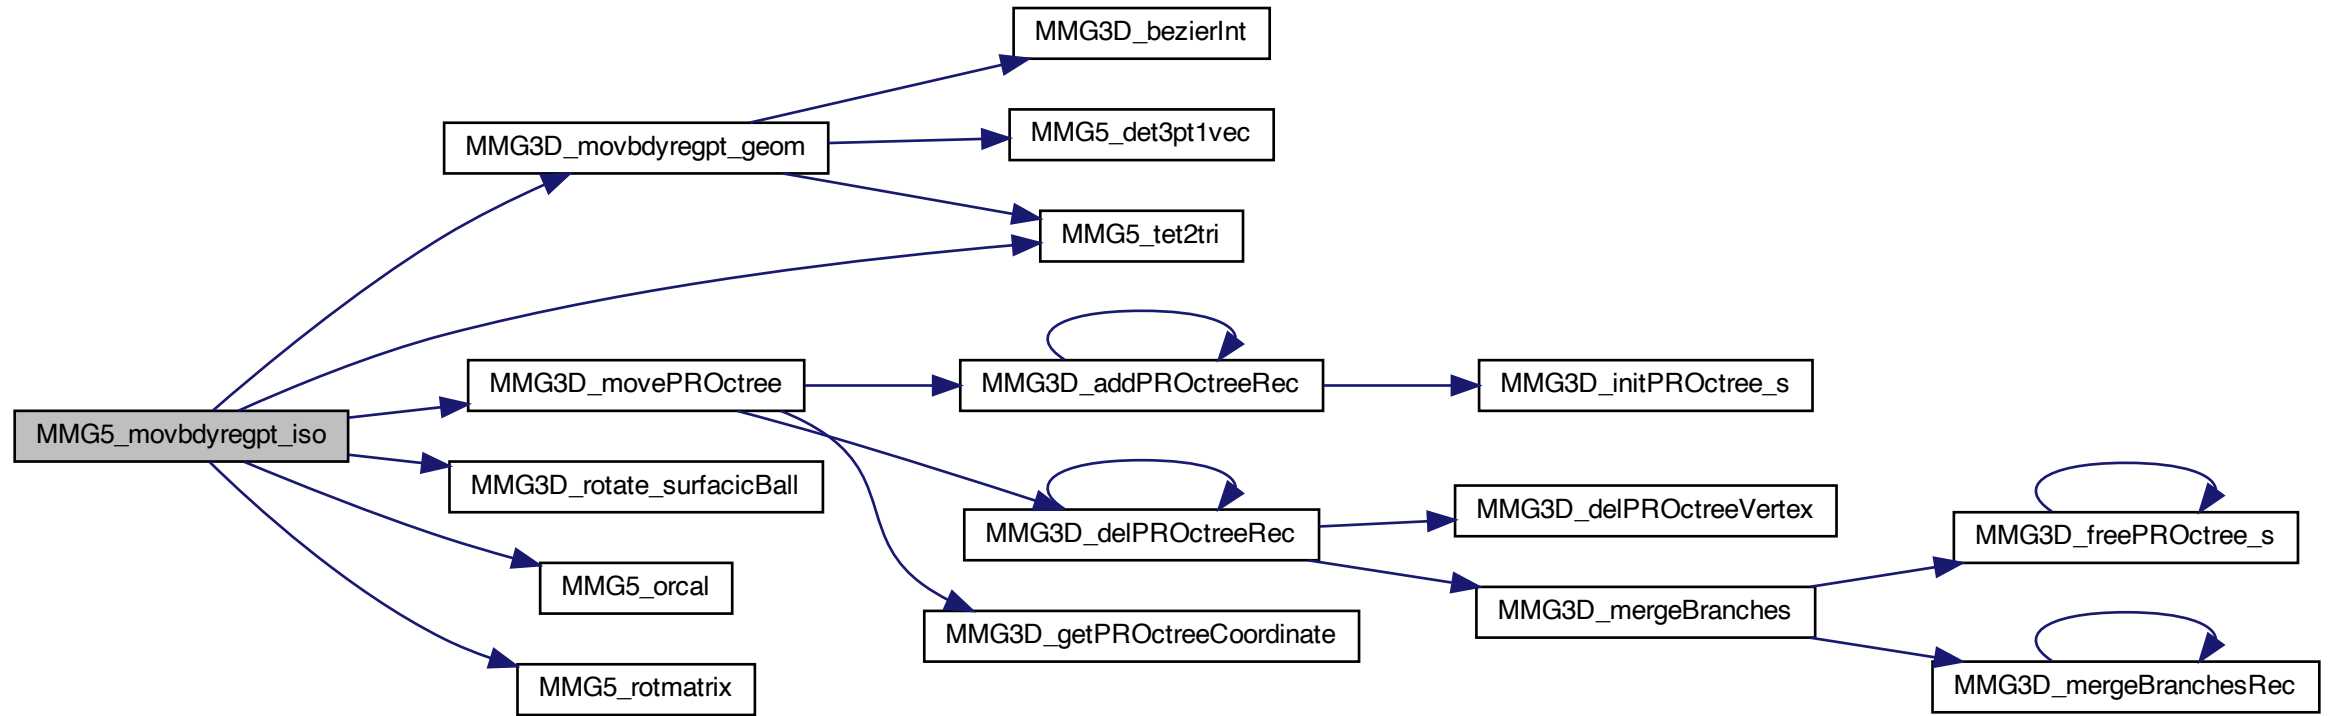 MMG3D_bezierInt
MMG5_det3pt1vec
MMG3D_movbdyregpt_geom
MMG5_tet2tri
MMG3D_movePROctree
MMG3D_addPROctreeRec
MMG3D_initPROctree_s
MMG5_movbdyregpt_iso
MMG3D_rotate_surfacicBall
MMG3D_delPROctreeRec
MMG3D_delPROctreeVertex
MMG3D_freePROctree_s
MMG5_orcal
MMG3D_mergeBranches
MMG3D_getPROctreeCoordinate
MMG5_rotmatrix
MMG3D_mergeBranchesRec